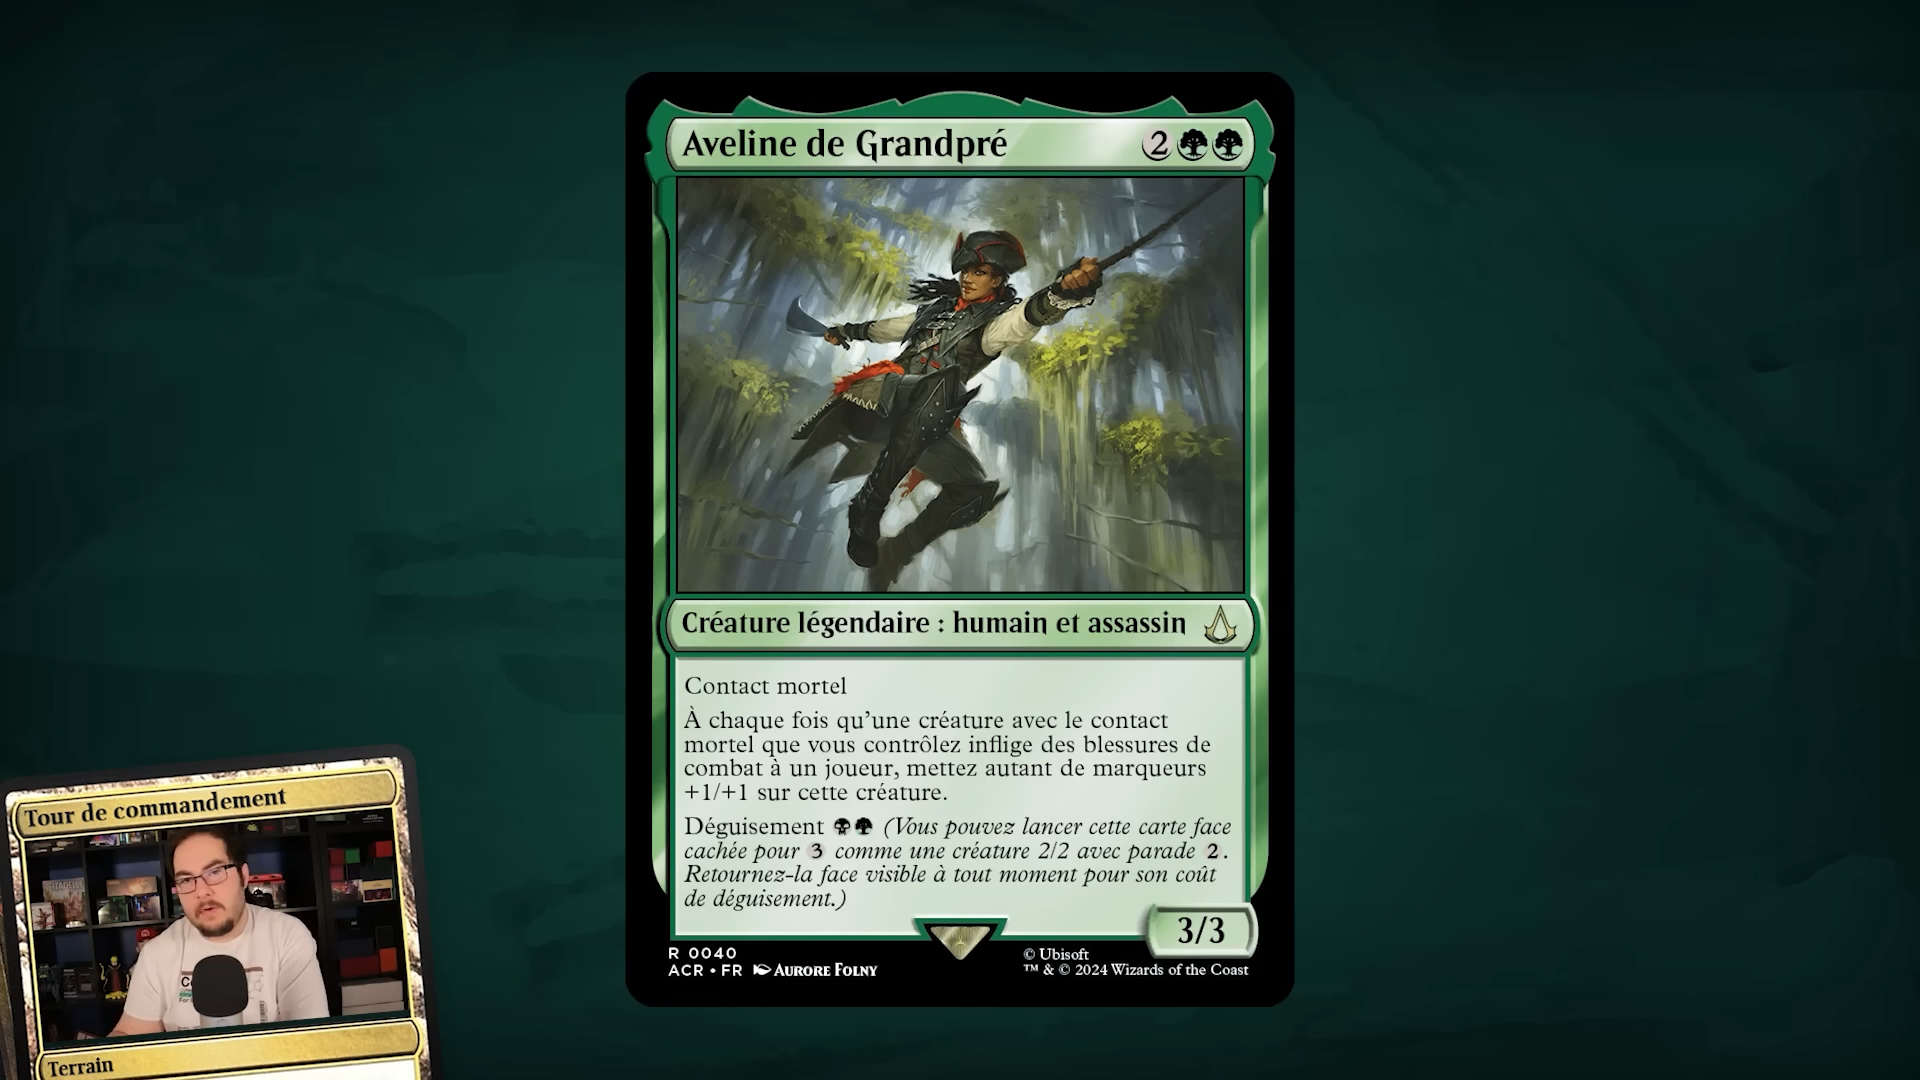 Aveline de Grandpré 2
Créature légendaire : humain et assassin
Contact mortel
À chaque fois qu'une créature avec le contact
mortel que vous contrôlez inflige des blessures de
combat à un joueur, mettez autant de marqueurs
+1/+1 sur cette créature.
Déguisement (Vous pouvez lancer cette carte face
cachée pour 3 comme une créature 2/2 avec parade 2.
Retournez-la face visible à tout moment pour son coût
de déguisement.)
3/3
R 0040
ACR • FR AURORE FOLNY
© Ubisoft
™ & © 2024 Wizards of the Coast
Tour de commandement
Terrain